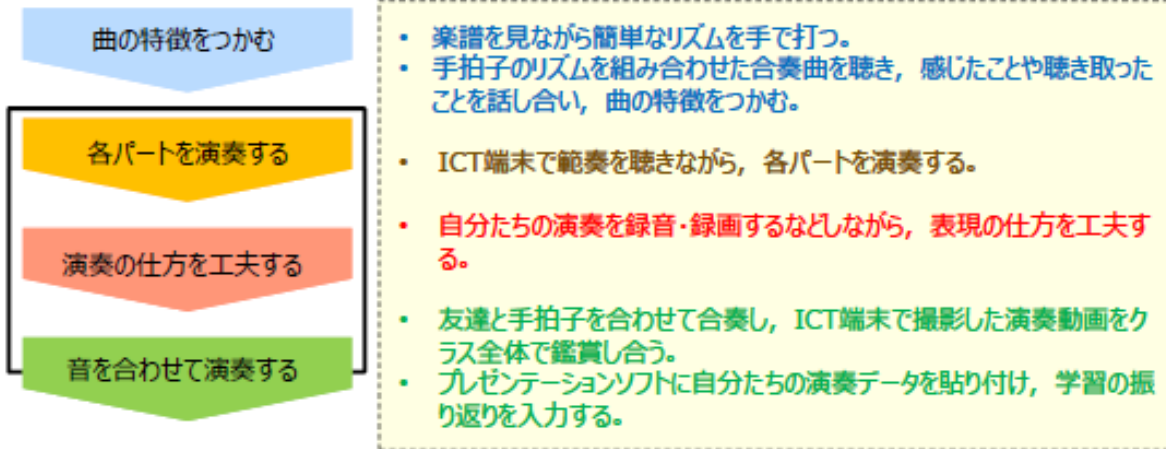 曲の特徴をつかむ
• 楽譜を見ながら簡単なリズムを手で打つ。
• 手拍子のリズムを組み合わせた合奏曲を聴き，感じたことや聴き取った
ことを話し合い，曲の特徴をつかむ。
各パートを演奏する
• ICT端末で範奏を聴きながら，各パートを演奏する。
演奏の仕方を工夫する
• 自分たちの演奏を録音・録画するなどしながら，表現の仕方を工夫す
る。
音を合わせて演奏する
• 友達と手拍子を合わせて合奏し，ICT端末で撮影した演奏動画をク
ラス全体で鑑賞し合う。
• プレゼンテーションソフトに自分たちの演奏データを貼り付け，学習の振
り返りを入力する。